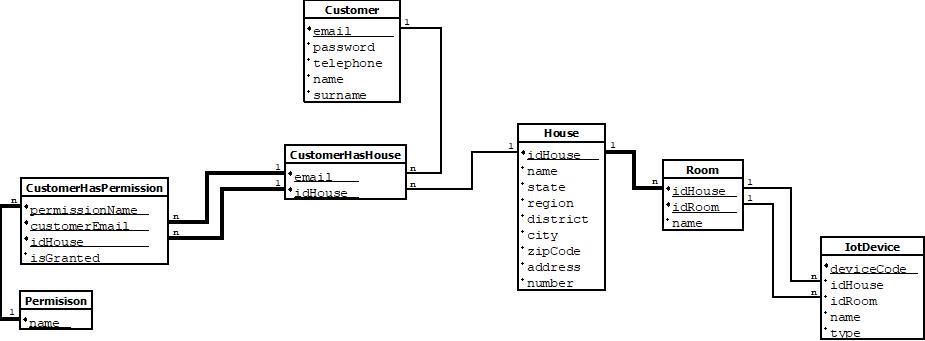 Customer
email
password
telephone
name
surname
1
CustomerHasHouse
email
idHouse
1
1
n
n
CustomerHasPermission
permissionName
customerEmail
idHouse
isGranted
n
n
n
Permisison
name
1
House
idHouse
name
state
region
district
city
zipCode
address
number
1
1
Room
idHouse
idRoom
name
n
1
1
IotDevice
deviceCode
idHouse
idRoom
name
type
n
n